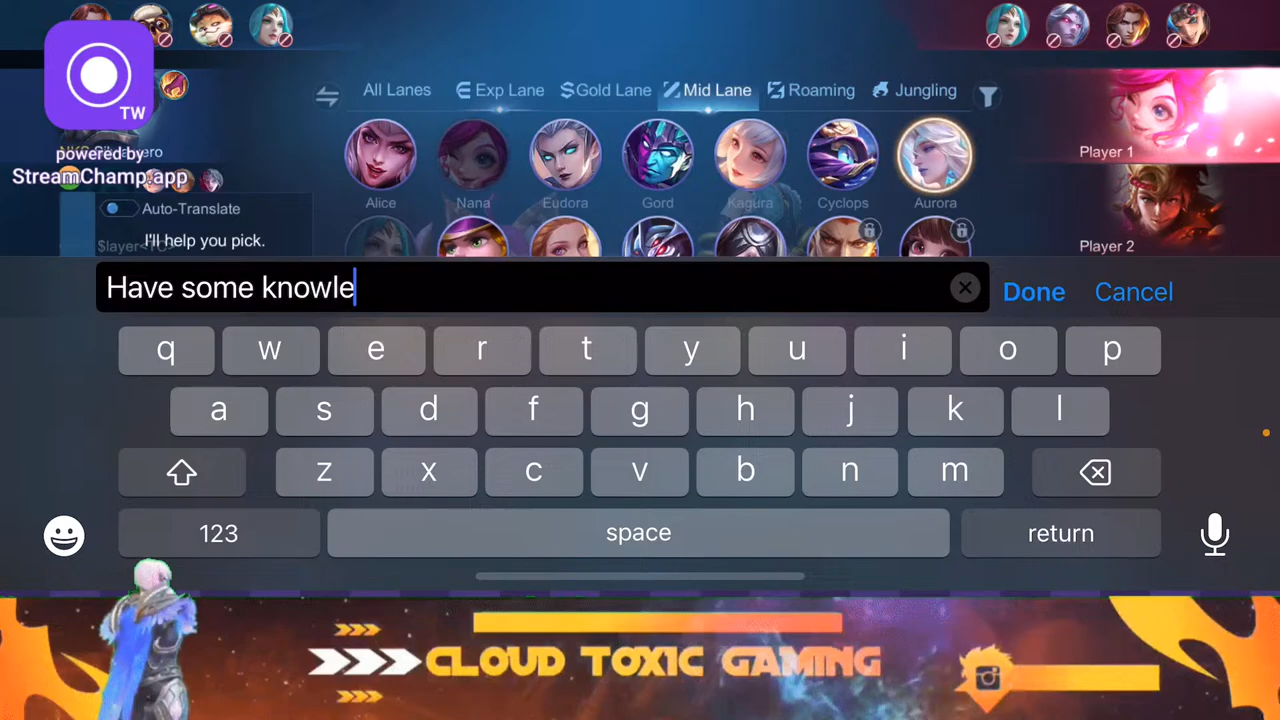 All Lanes
Exp Lane
Gold Lane
Mid Lane
Roaming
Jungling
TW
powered by
StreamChamp.app
Alice
Nana
Eudora
Gord
Kagura
Cyclops
Aurora
Player 1
Player 2
Auto-Translate
I'll help you pick.
Have some knowle
Done
Cancel
q w e r t y u i o p
a s d f g h j k l
z x c v b n m
123
space
return
CLOUD TOXIC GAMING